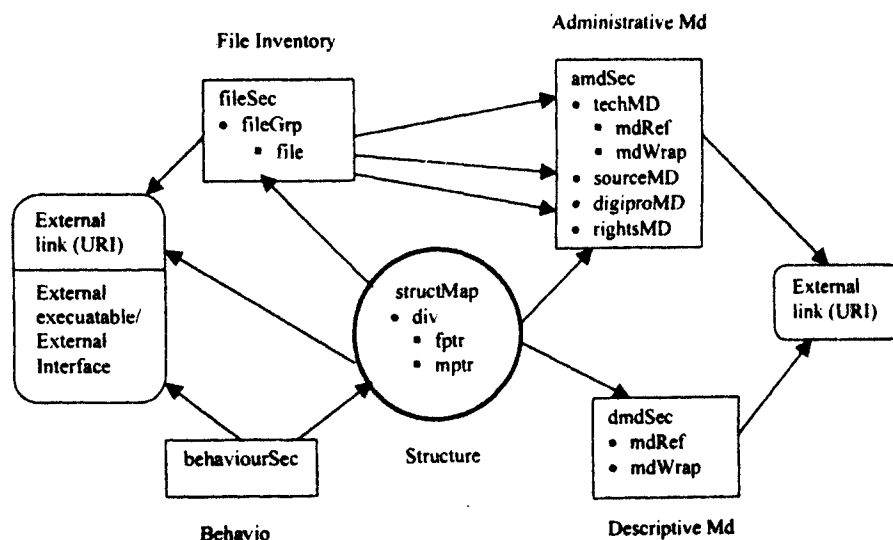 Administrative Md
File Inventory
fileSec
• fileGrp
▪ file
amdSec
• techMD
▪ mdRef
▪ mdWrap
• sourceMD
• digiproMD
• rightsMD
External
link (URI)
External
execuatable/
External
Interface
structMap
• div
▪ fptr
▪ mptr
External
link (URI)
behaviourSec
Structure
dmdSec
• mdRef
• mdWrap
Behavio
Descriptive Md